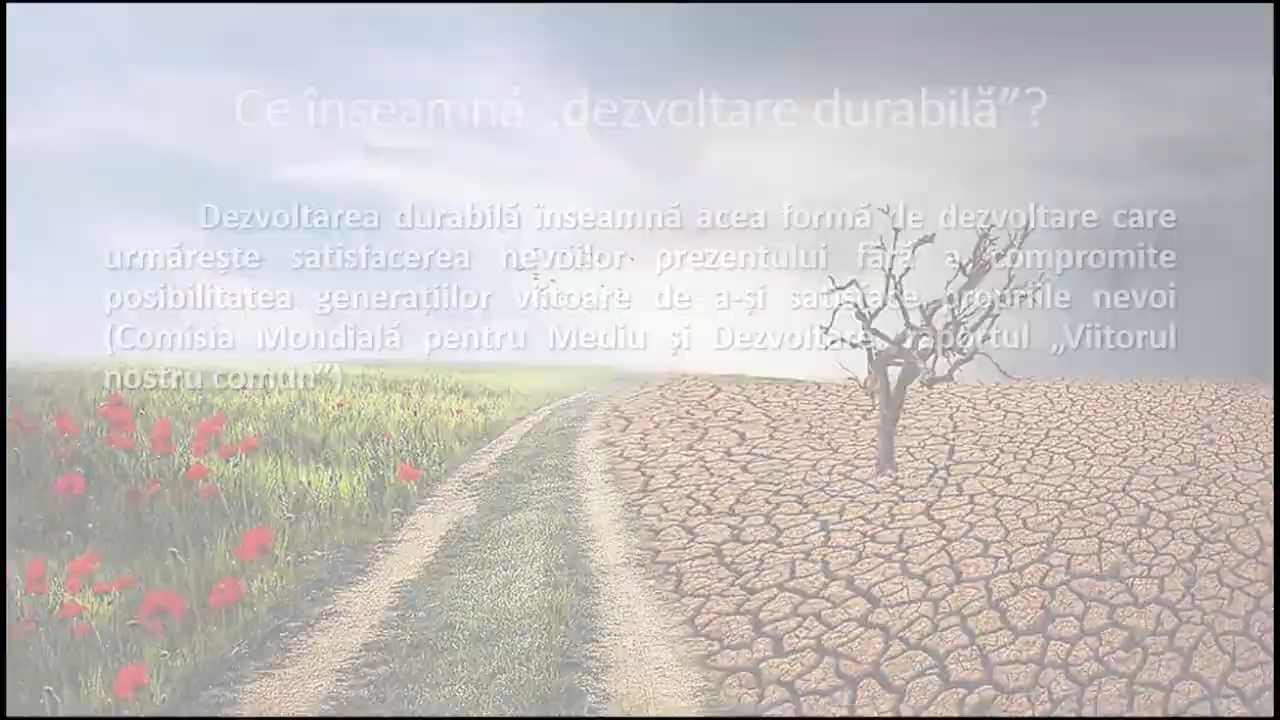 Ce înseamnă „dezvoltare durabilă”?
Dezvoltarea durabilă înseamnă acea formă de dezvoltare care
urmărește satisfacerea nevoilor prezentului fără a compromite
posibilitatea generațiilor viitoare de a-și satisface propriile nevoi
(Comisia Mondială pentru Mediu și Dezvoltare, raportul „Viitorul
nostru comun”)